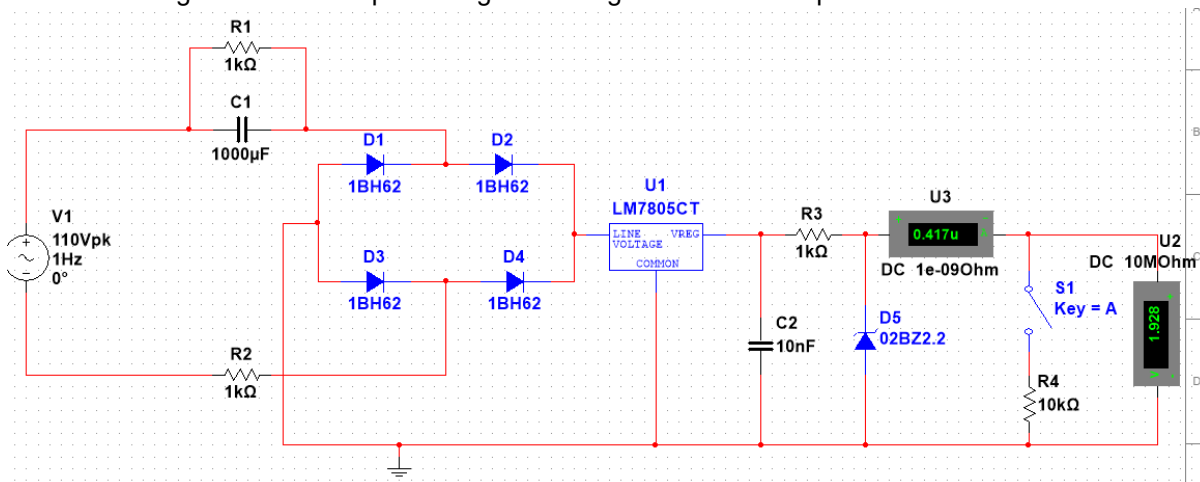 R1
1kΩ
C1
1000µF
D1
1BH62
D2
1BH62
V1
110Vpk
1Hz
0°
U1
LM7805CT
LINE VREG
VOLTAGE
COMMON
R3
1kΩ
U3
0.417u
DC 1e-09Ohm
U2
DC 10MOhm
D3
1BH62
D4
1BH62
S1
Key = A
1.928
V
C2
10nF
D5
02BZ2.2
R2
1kΩ
R4
10kΩ
B
D